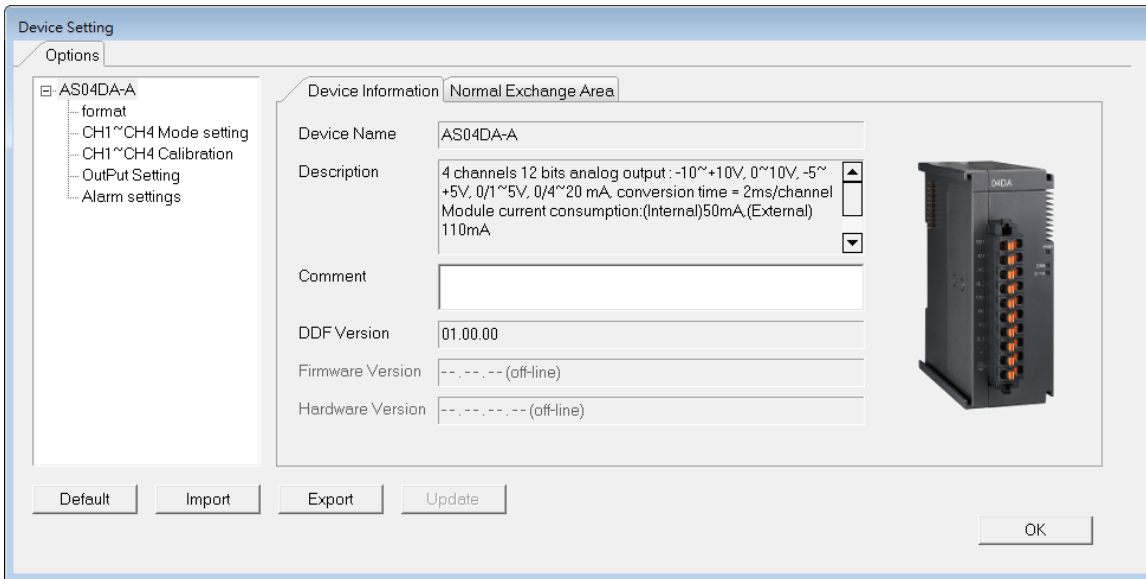 Device Setting
Options
AS04DA-A
format
CH1~CH4 Mode setting
CH1~CH4 Calibration
OutPut Setting
Alarm settings
Device Information
Normal Exchange Area
Device Name
AS04DA-A
Description
4 channels 12 bits analog output : -10~+10V, 0~10V, -5~
+5V, 0/1~5V, 0/4~20 mA, conversion time = 2ms/channel
Module current consumption:(Internal)50mA,(External)
110mA
Comment
DDF Version
01.00.00
Firmware Version
--.--.-- (off-line)
Hardware Version
--.--.--.-- (off-line)
04DA
Default
Import
Export
Update
OK